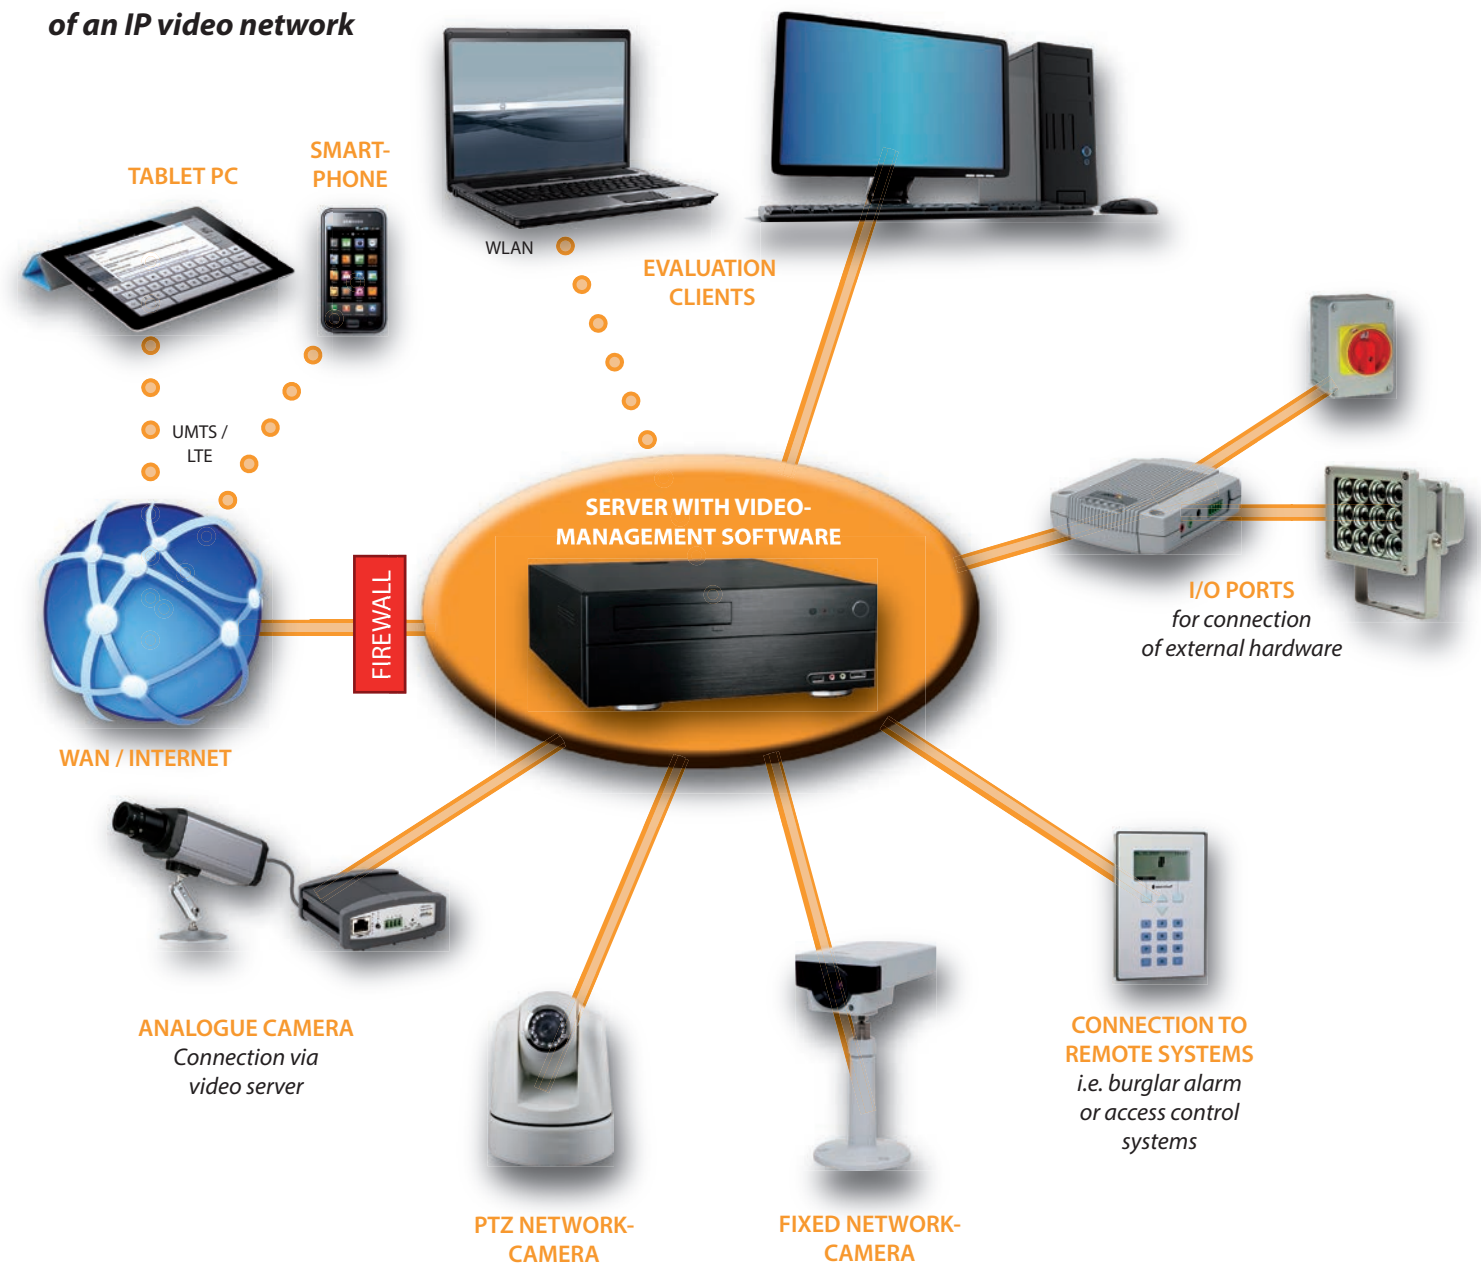 of an IP video network
TABLET PC
SMART-
PHONE
WLAN
EVALUATION
CLIENTS
UMTS /
LTE
SERVER WITH VIDEO-
MANAGEMENT SOFTWARE
FIREWALL
I/O PORTS
for connection
of external hardware
WAN / INTERNET
ANALOGUE CAMERA
Connection via
video server
CONNECTION TO
REMOTE SYSTEMS
i.e. burglar alarm
or access control
systems
PTZ NETWORK-
CAMERA
FIXED NETWORK-
CAMERA